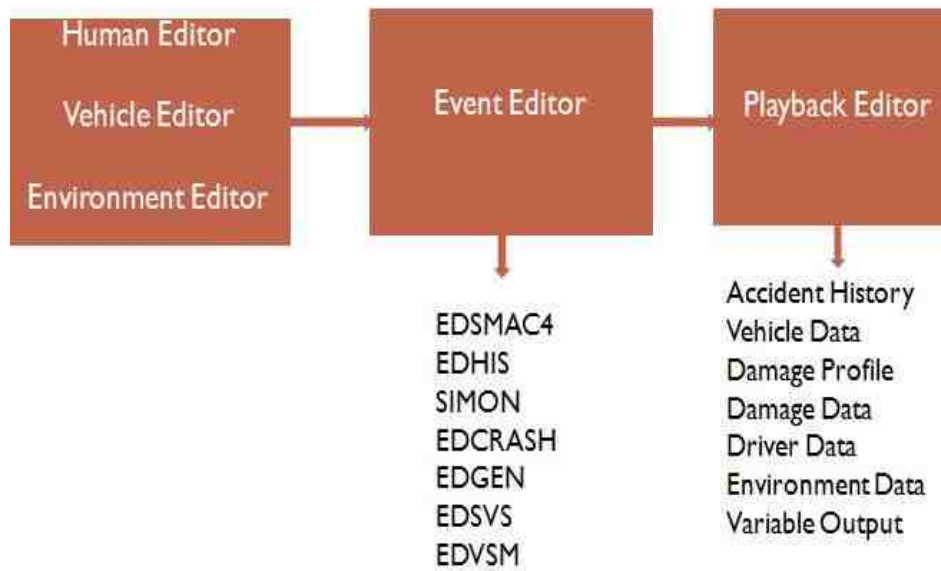 Human Editor
Vehicle Editor
Environment Editor
Event Editor
Playback Editor
EDSMAC4
EDHIS
SIMON
EDCRASH
EDGEN
EDSVS
EDVSM
Accident History
Vehicle Data
Damage Profile
Damage Data
Driver Data
Environment Data
Variable Output